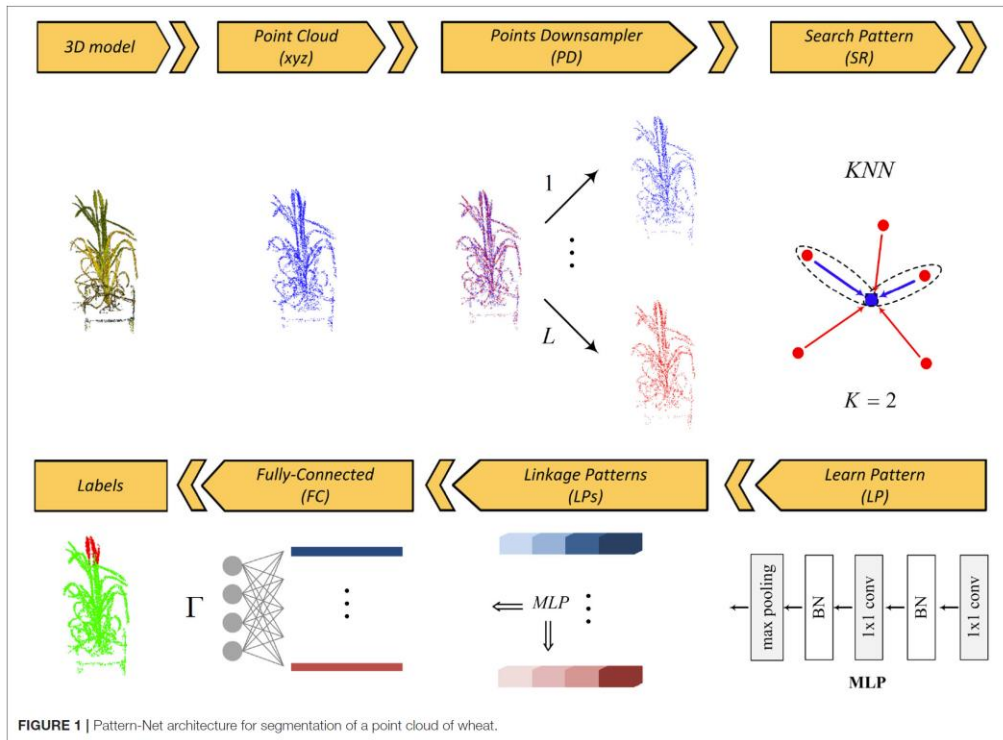 3D model
Point Cloud
(xyz)
Points Downsampler
(PD)
Search Pattern
(SR)
1
L
KNN
K = 2
Labels
Fully-Connected
(FC)
Linkage Patterns
(LPs)
Learn Pattern
(LP)
Γ
MLP
max pooling
BN
1x1 conv
BN
1x1 conv
MLP
FIGURE 1 | Pattern-Net architecture for segmentation of a point cloud of wheat.